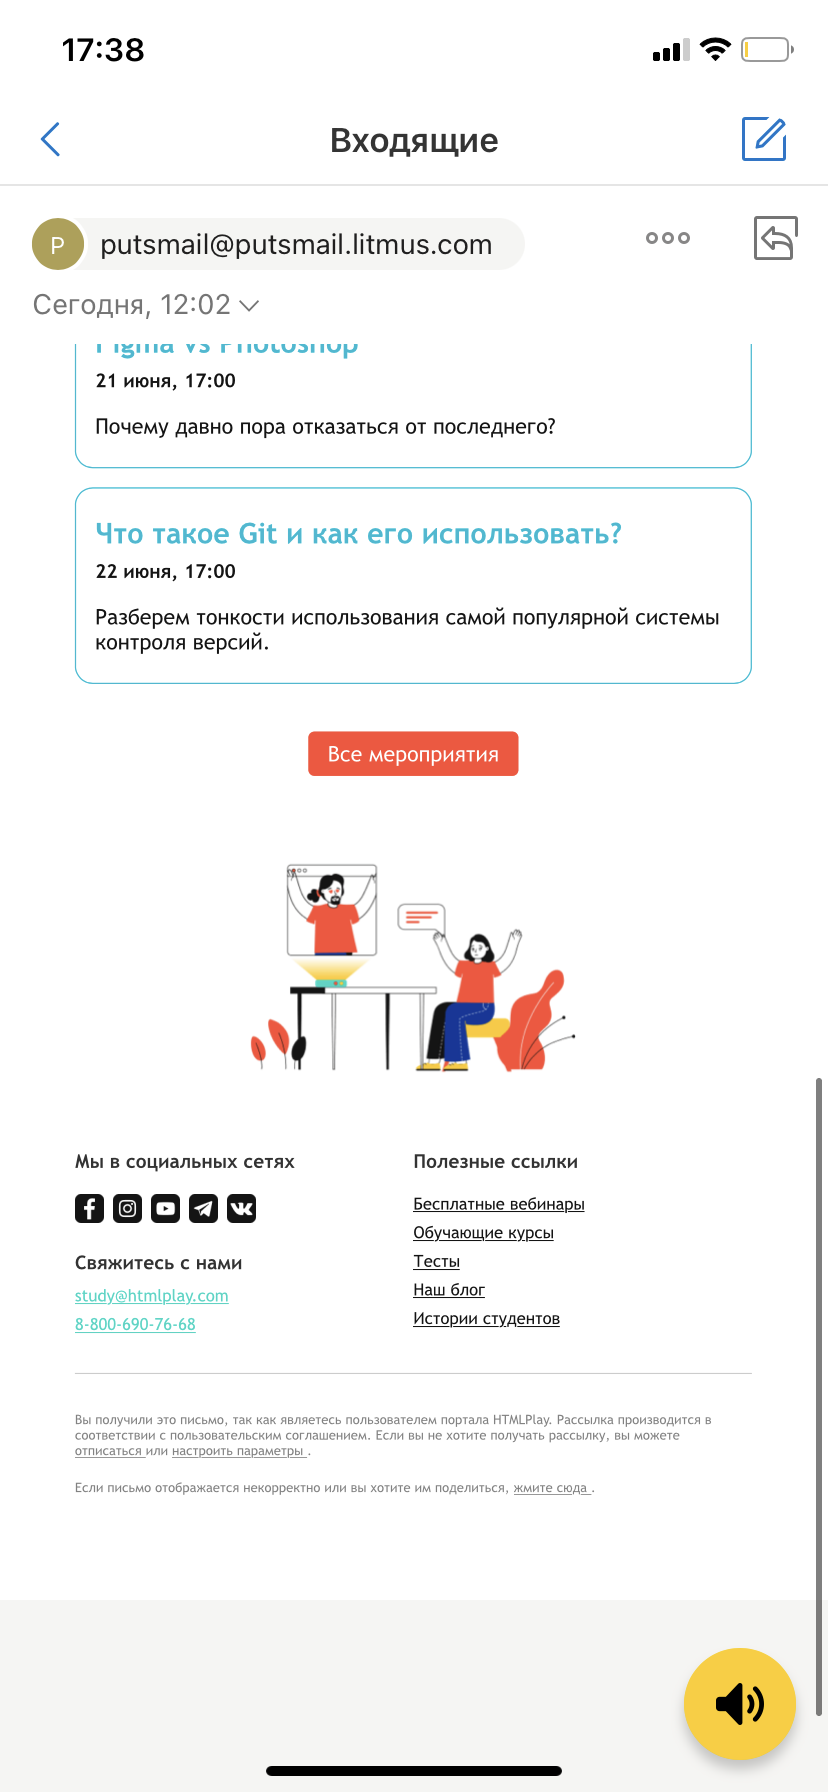 17:38
Входящие
P
putsmail@putsmail.litmus.com
Сегодня, 12:02
Figma vs Photoshop
21 июня, 17:00
Почему давно пора отказаться от последнего?
Что такое Git и как его использовать?
22 июня, 17:00
Разберем тонкости использования самой популярной системы
контроля версий.
Все мероприятия
Мы в социальных сетях
Свяжитесь с нами
study@htmlplay.com
8-800-690-76-68
Полезные ссылки
Бесплатные вебинары
Обучающие курсы
Тесты
Наш блог
Истории студентов
Вы получили это письмо, так как являетесь пользователем портала HTMLPlay. Рассылка производится в
соответствии с пользовательским соглашением. Если вы не хотите получать рассылку, вы можете
отписаться или настроить параметры .
Если письмо отображается некорректно или вы хотите им поделиться, жмите сюда .